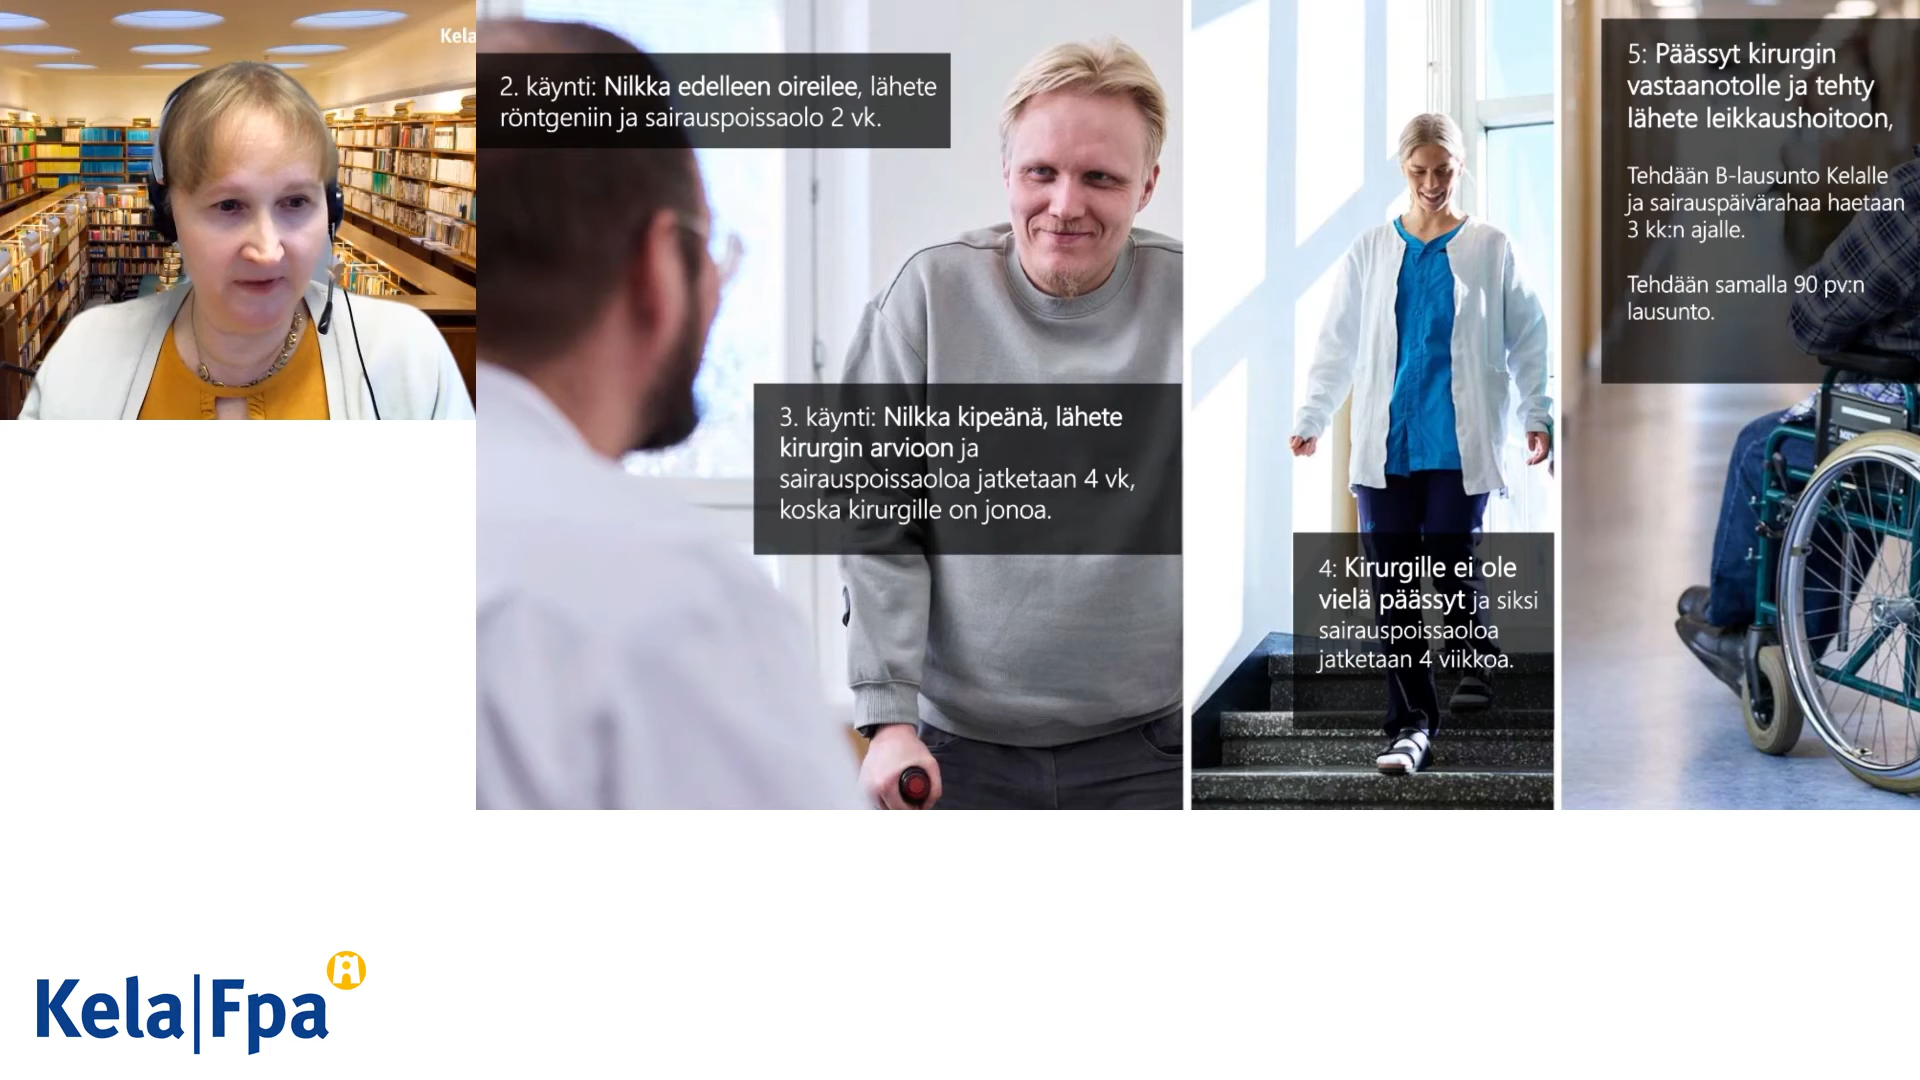 Kela
2. käynti: Nilkka edelleen oireilee, lähete
röntgeniin ja sairauspoissaolo 2 vk.
3. käynti: Nilkka kipeänä, lähete
kirurgin arvioon ja
sairauspoissaoloa jatketaan 4 vk,
koska kirurgille on jonoa.
4: Kirurgille ei ole
vielä päässyt ja siksi
sairauspoissaoloa
jatketaan 4 viikkoa.
5: Päässyt kirurgin
vastaanotolle ja tehty
lähete leikkaushoitoon,
Tehdään B-lausunto Kelalle
ja sairauspäivärahaa haetaan
3 kk:n ajalle.
Tehdään samalla 90 pv:n
lausunto.
Kela|Fpa